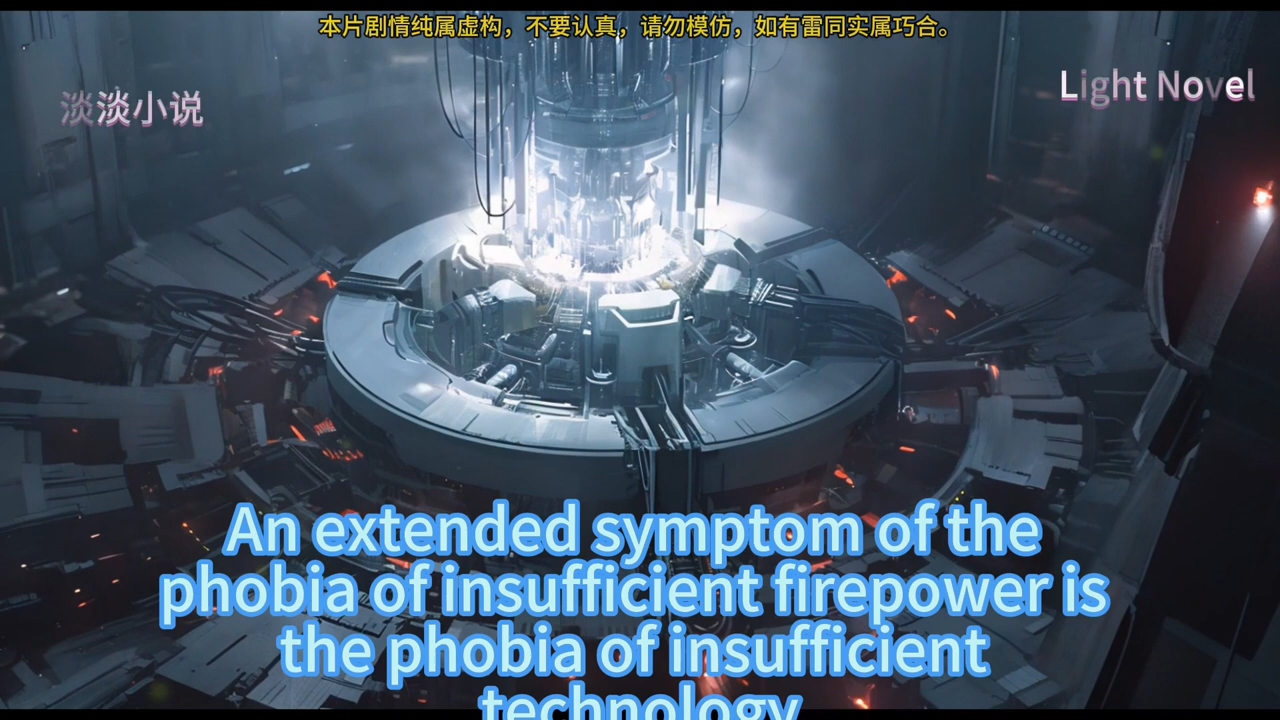 本片剧情纯属虚构，不要认真，请勿模仿，如有雷同实属巧合。
淡淡小说
Light Novel
An extended symptom of the
phobia of insufficient firepower is
the phobia of insufficient
technology